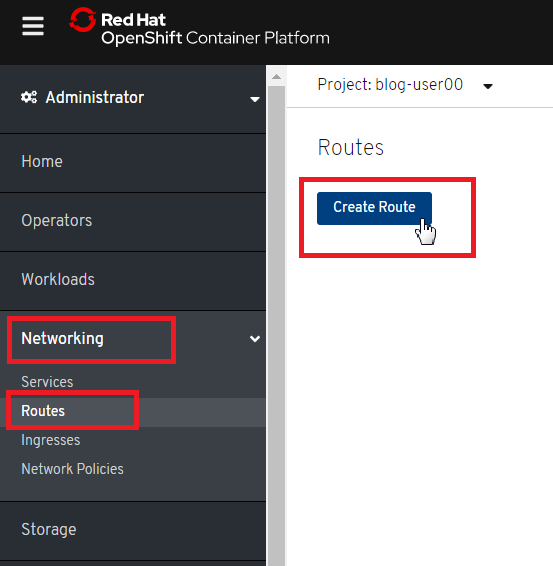 Red Hat
OpenShift Container Platform
Administrator
Home
Operators
Workloads
Networking
Services
Routes
Ingresses
Network Policies
Storage
Project: blog-user00
Routes
Create Route